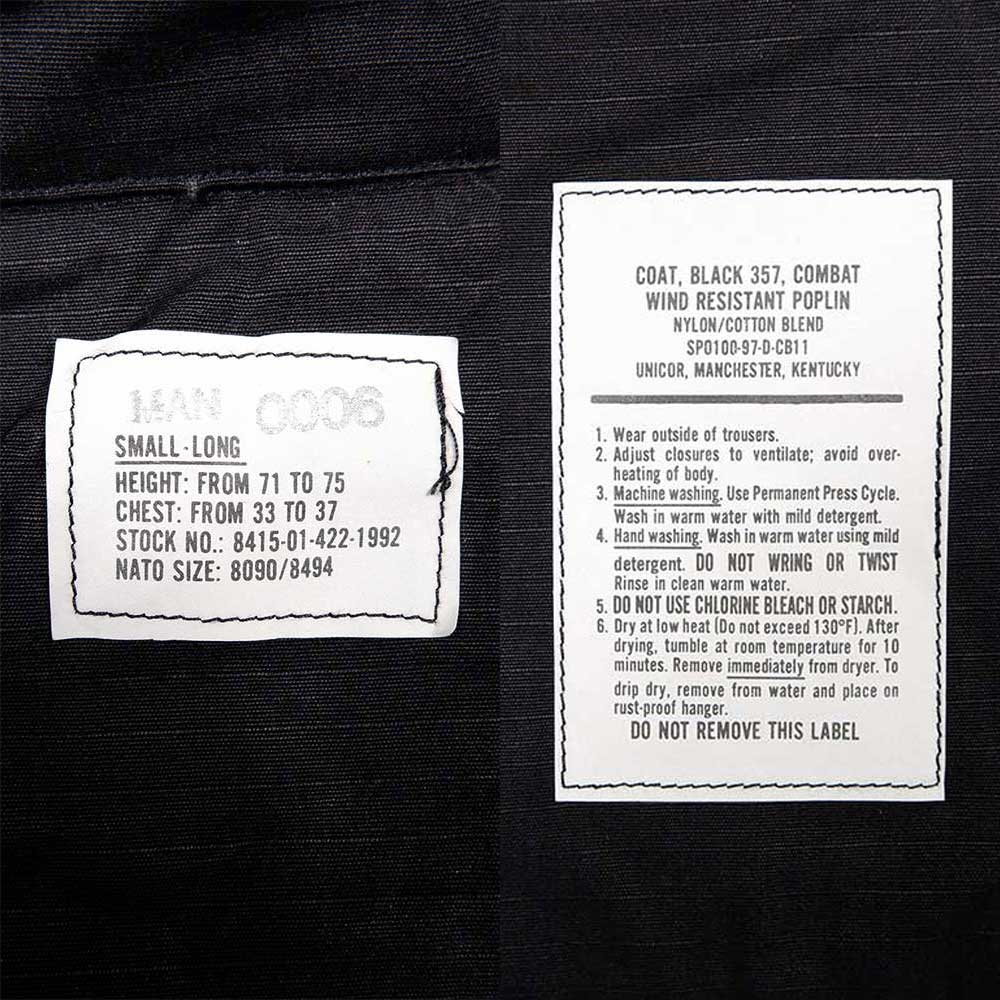 MAN 0006
SMALL-LONG
HEIGHT: FROM 71 TO 75
CHEST: FROM 33 TO 37
STOCK NO.: 8415-01-422-1992
NATO SIZE: 8090/8494
COAT, BLACK 357, COMBAT
WIND RESISTANT POPLIN
NYLON/COTTON BLEND
SPO100-97-D-CB11
UNICOR, MANCHESTER, KENTUCKY
1. Wear outside of trousers.
2. Adjust closures to ventilate; avoid over-
heating of body.
3. Machine washing. Use Permanent Press Cycle.
Wash in warm water with mild detergent.
4. Hand washing. Wash in warm water using mild
detergent. DO NOT WRING OR TWIST
Rinse in clean warm water.
5. DO NOT USE CHLORINE BLEACH OR STARCH.
6. Dry at low heat (Do not exceed 130°F). After
drying, tumble at room temperature for 10
minutes. Remove immediately from dryer. To
drip dry, remove from water and place on
rust-proof hanger.
DO NOT REMOVE THIS LABEL